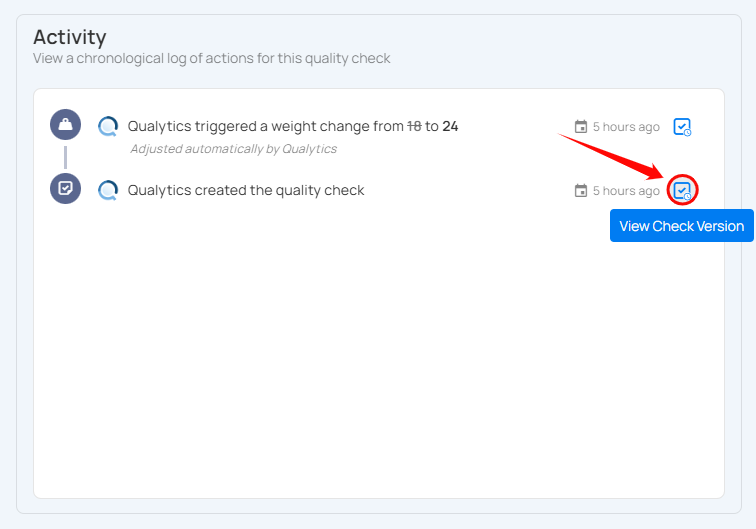 Activity
View a chronological log of actions for this quality check
Qualytics triggered a weight change from 18 to 24 5 hours ago
Adjusted automatically by Qualytics
Qualytics created the quality check 5 hours ago
View Check Version